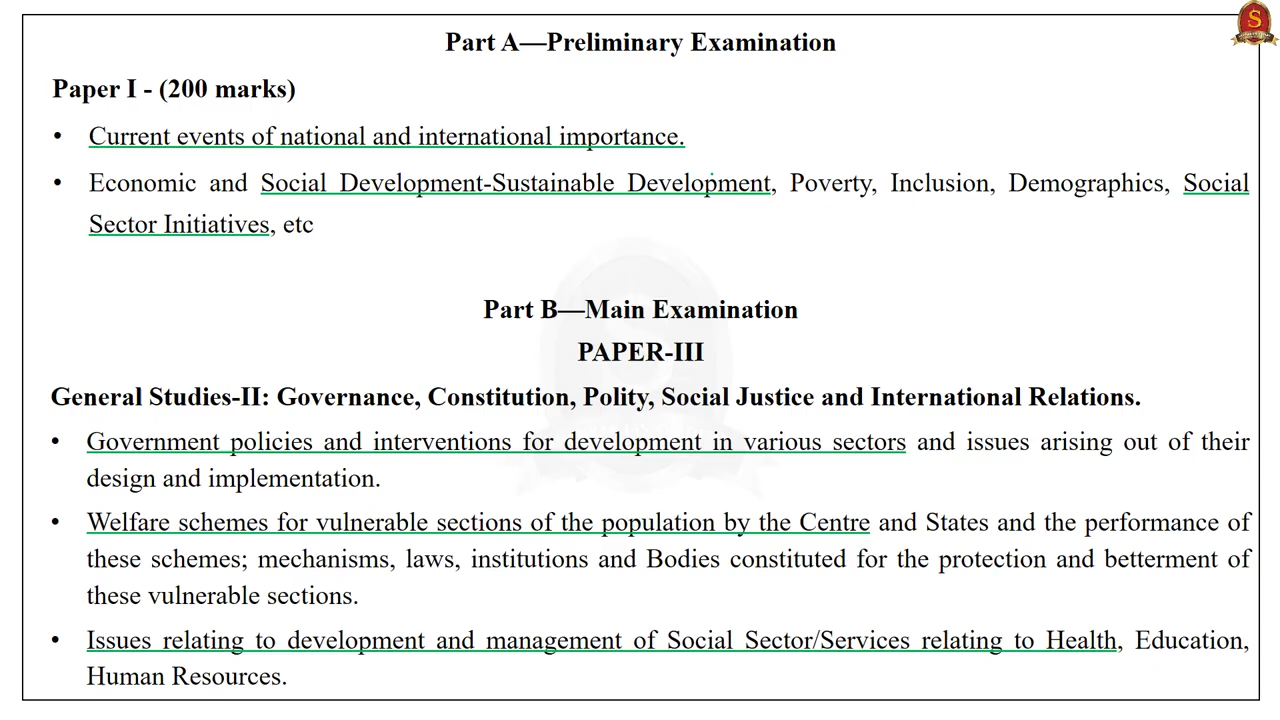 Part A—Preliminary Examination
Paper I - (200 marks)
• Current events of national and international importance.
• Economic and Social Development-Sustainable Development, Poverty, Inclusion, Demographics, Social
Sector Initiatives, etc
Part B—Main Examination
PAPER-III
General Studies-II: Governance, Constitution, Polity, Social Justice and International Relations.
• Government policies and interventions for development in various sectors and issues arising out of their
design and implementation.
• Welfare schemes for vulnerable sections of the population by the Centre and States and the performance of
these schemes; mechanisms, laws, institutions and Bodies constituted for the protection and betterment of
these vulnerable sections.
• Issues relating to development and management of Social Sector/Services relating to Health, Education,
Human Resources.
S